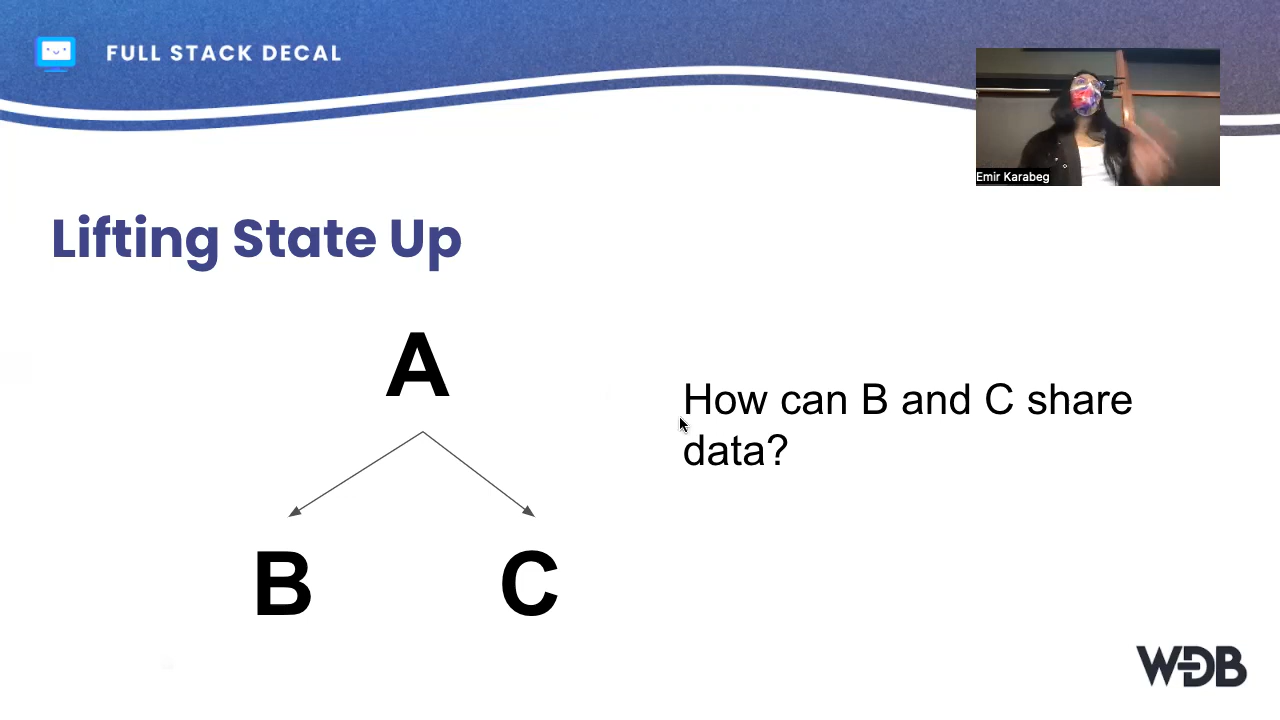 FULL STACK DECAL
Emir Karabeg
Lifting State Up
A
How can B and C share
data?
B
C
WDB